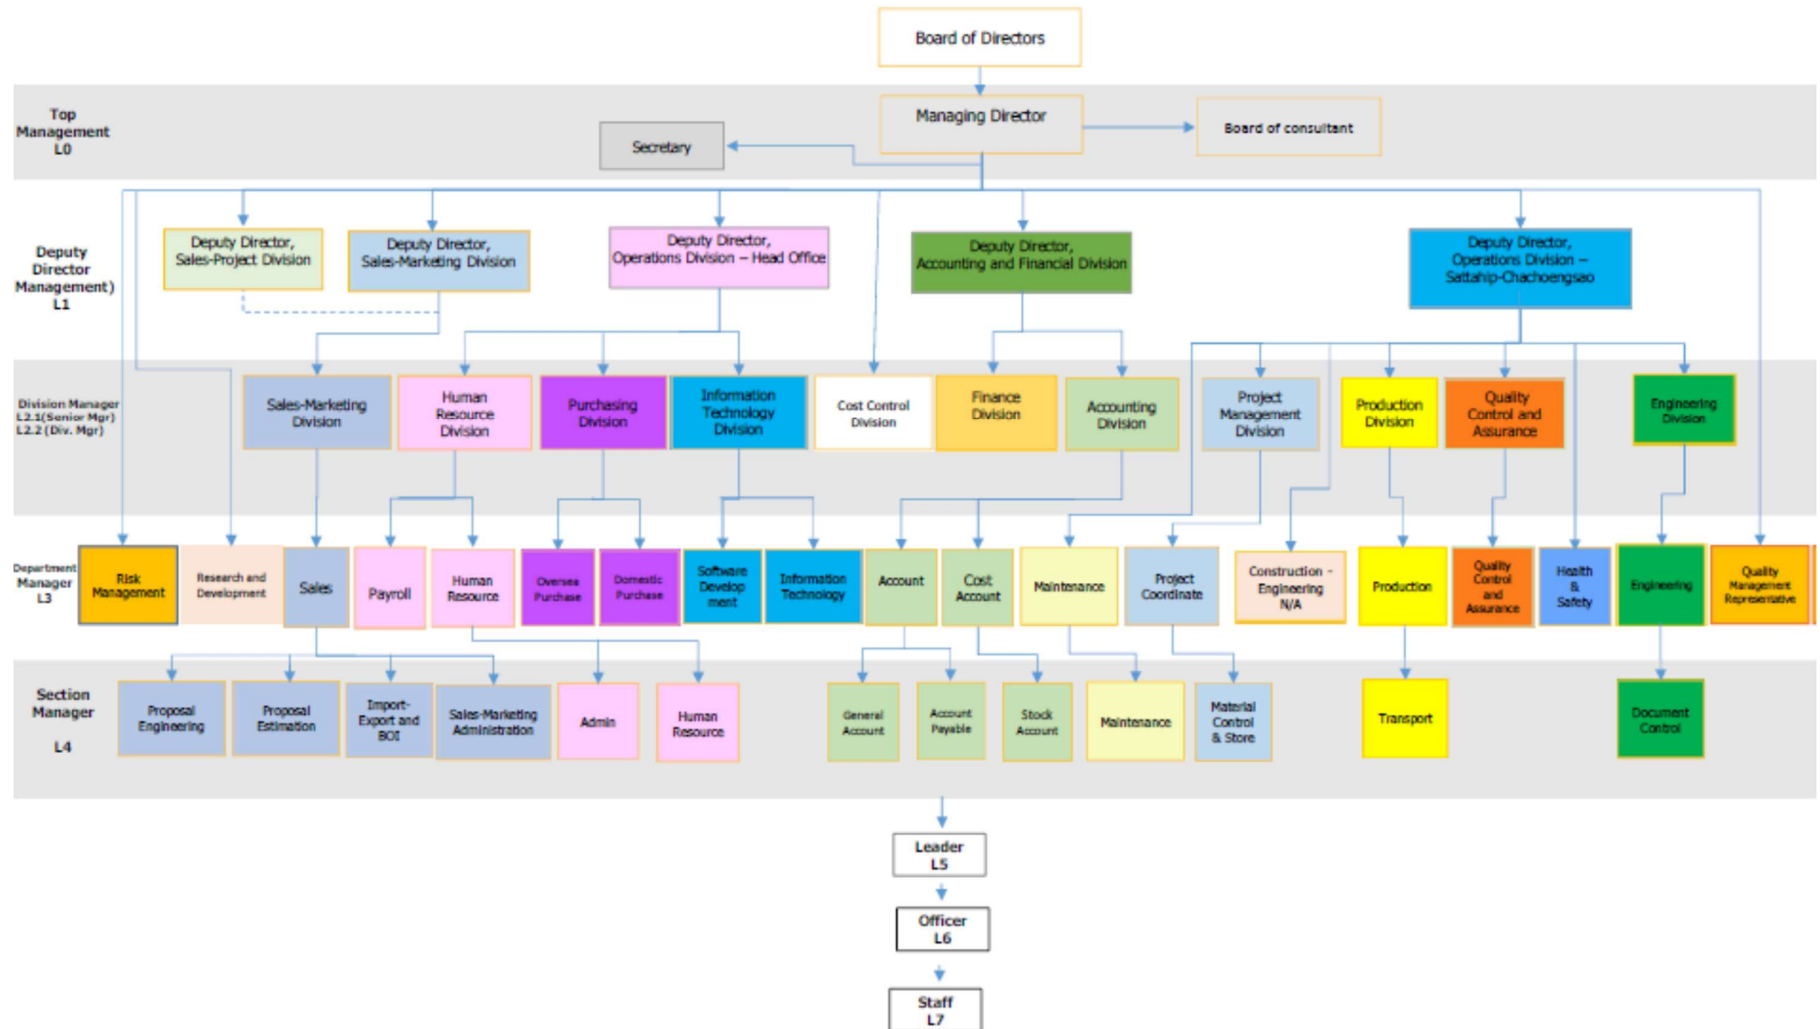 Board of Directors
Top
Management
L0
Managing Director
Board of consultant
Secretary
Deputy
Director
Management)
L1
Deputy Director,
Sales-Project Division
Deputy Director,
Sales-Marketing Division
Deputy Director,
Operations Division – Head Office
Deputy Director,
Accounting and Financial Division
Deputy Director,
Operations Division –
Sattahip-Chachoengsao
Division Manager
L2.1(Senior Mgr)
L2.2 (Div. Mgr)
Sales-Marketing
Division
Human
Resource
Division
Purchasing
Division
Information
Technology
Division
Cost Control
Division
Finance
Division
Accounting
Division
Project
Management
Division
Production
Division
Quality
Control and
Assurance
Engineering
Division
Department
Manager
L3
Risk
Management
Research and
Development
Sales
Payroll
Human
Resource
Oversea
Purchase
Domestic
Purchase
Software
Develop
ment
Information
Technology
Account
Cost
Account
Maintenance
Project
Coordinate
Construction –
Engineering
N/A
Production
Quality
Control
and
Assurance
Health
&
Safety
Engineering
Quality
Management
Representative
Section
Manager
L4
Proposal
Engineering
Proposal
Estimation
Import-
Export and
BOI
Sales-Marketing
Administration
Admin
Human
Resource
General
Account
Account
Payable
Stock
Account
Maintenance
Material
Control
& Store
Transport
Document
Control
Leader
L5
Officer
L6
Staff
L7